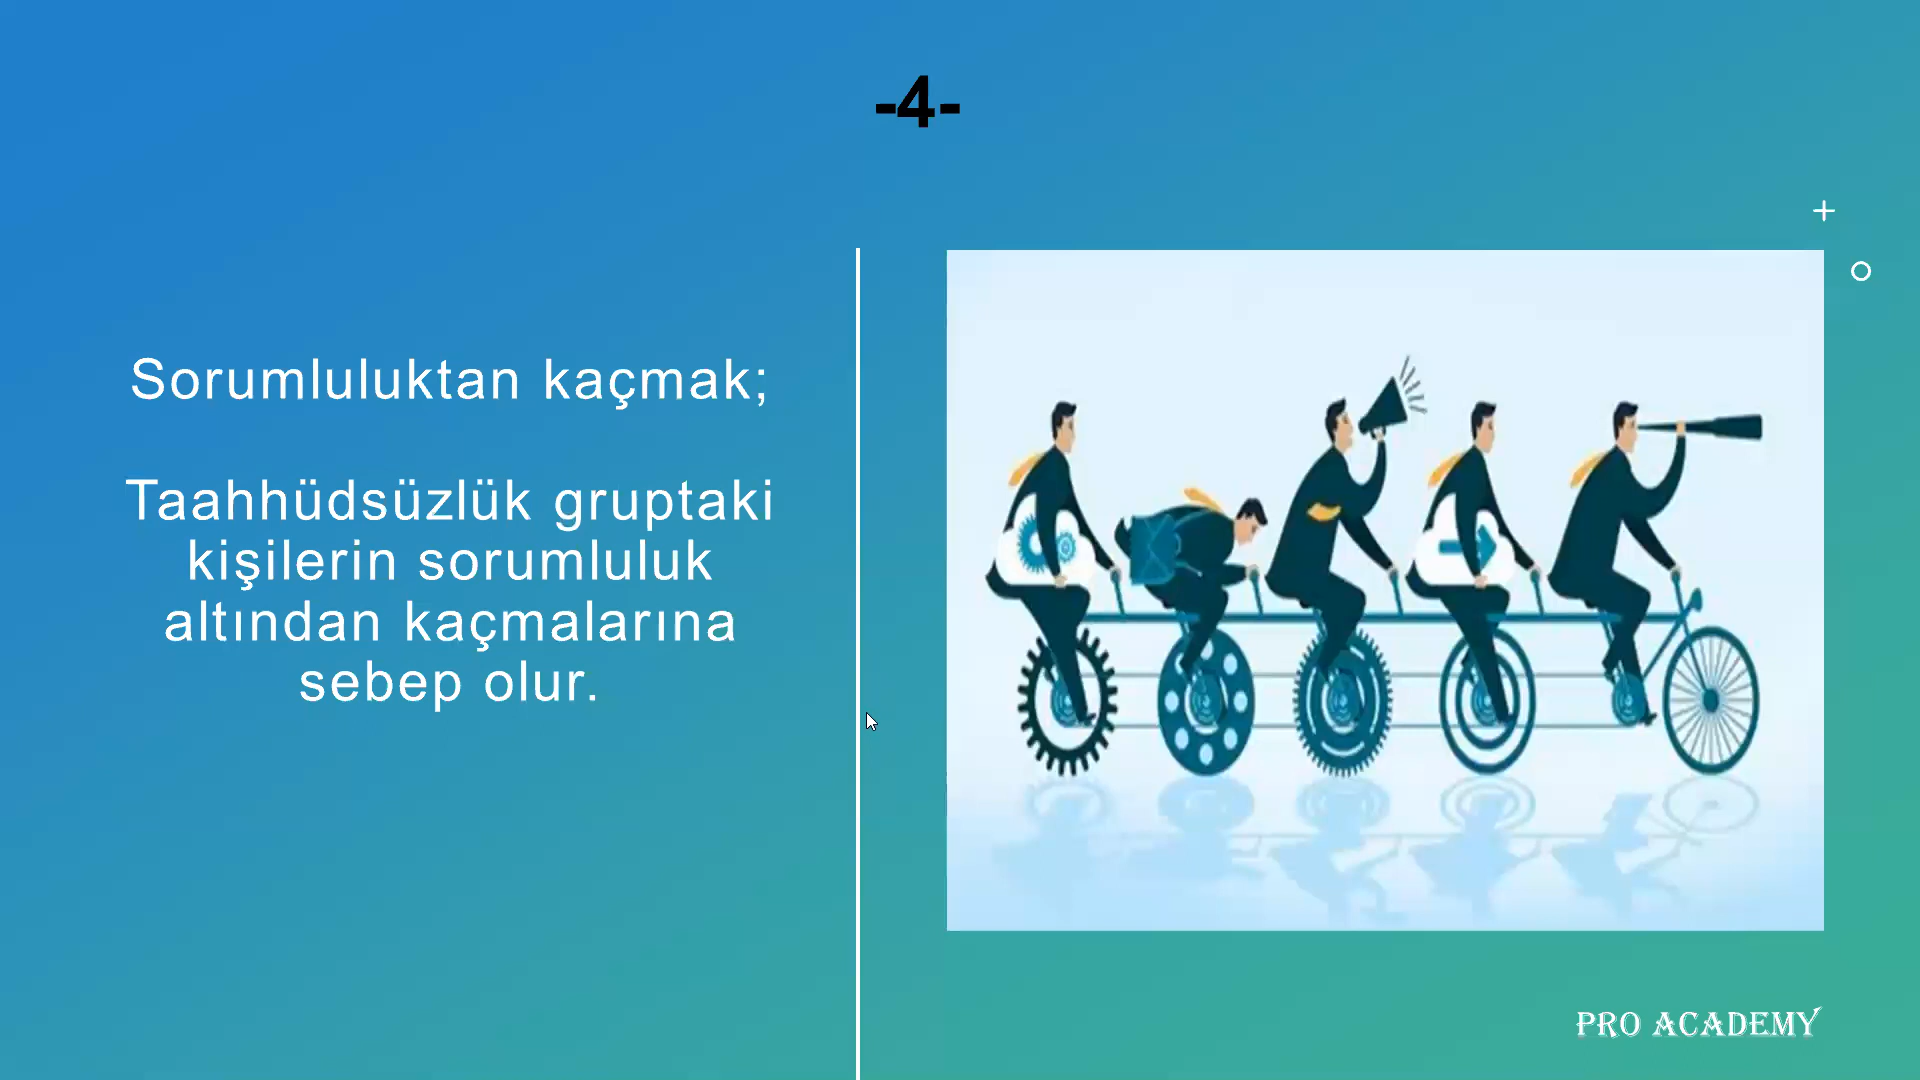 -4-
Sorumluluktan kaçmak;
Taahhüdsüzlük gruptaki
kişilerin sorumluluk
altından kaçmalarına
sebep olur.
PRO ACADEMY